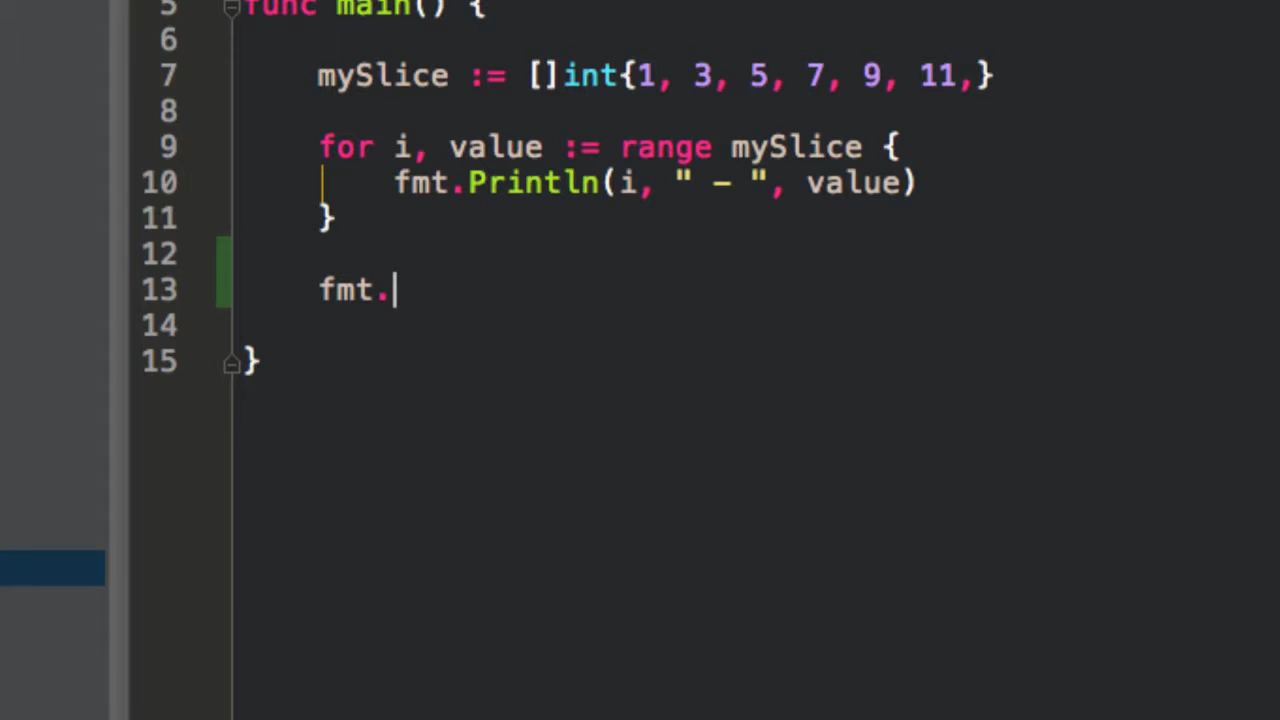 5 func main() {
6
7 mySlice := []int{1, 3, 5, 7, 9, 11,}
8
9 for i, value := range mySlice {
10 fmt.Println(i, " - ", value)
11 }
12
13 fmt.
14
15 }